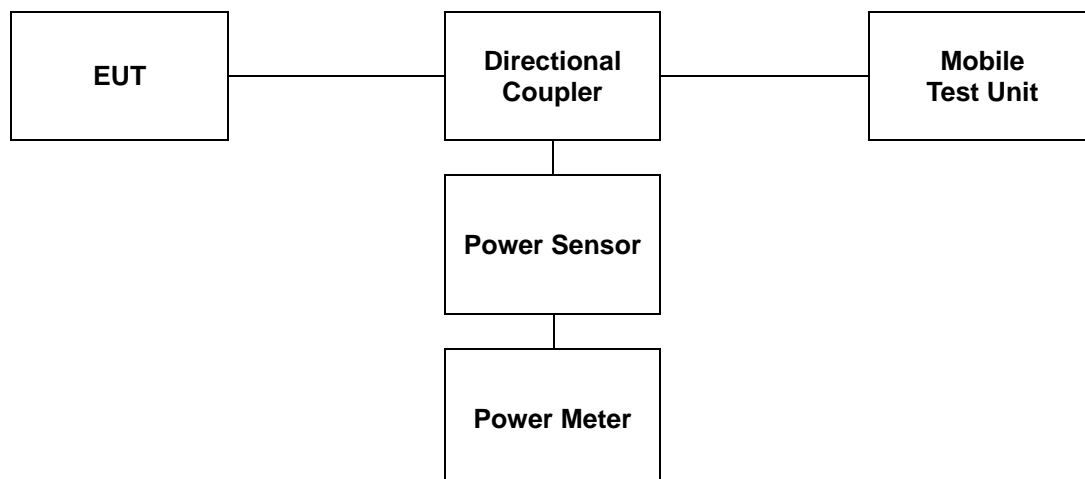 EUT
Directional
Coupler
Mobile
Test Unit
Power Sensor
Power Meter